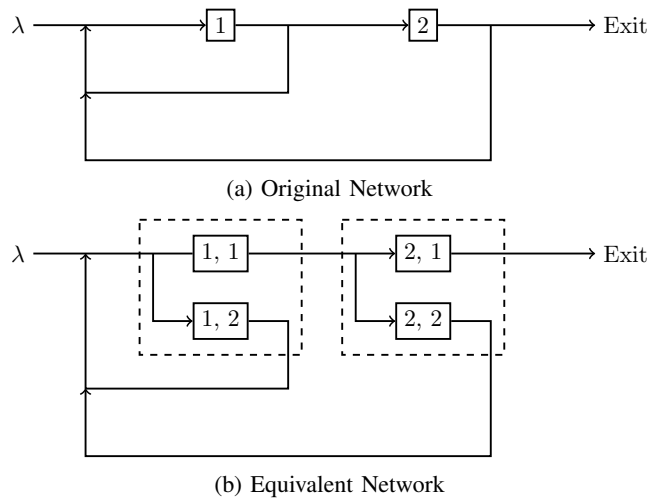 λ 1 2 Exit
(a) Original Network
λ 1, 1 2, 1 Exit
1, 2 2, 2
(b) Equivalent Network